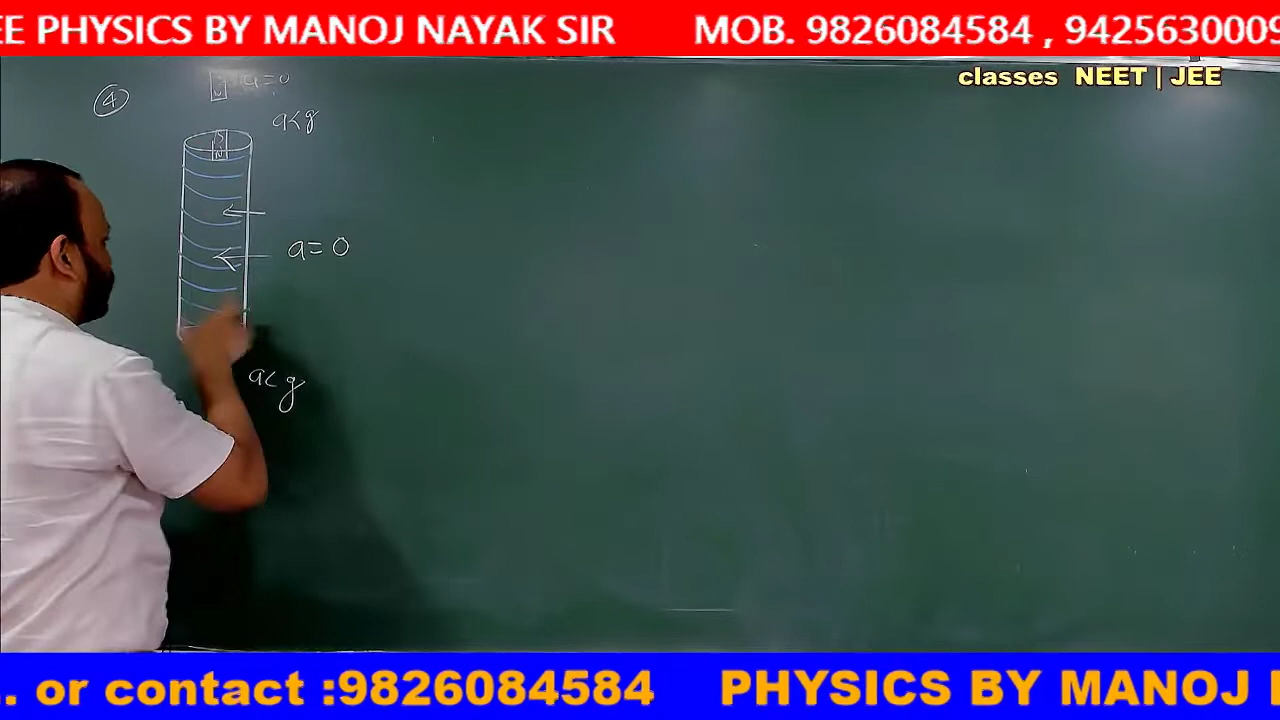 EE PHYSICS BY MANOJ NAYAK SIR MOB. 9826084584 , 9425630009
classes NEET | JEE
4
u=0
a<g
S
N
a= 0
a< g
.. or contact :9826084584 PHYSICS BY MANOJ